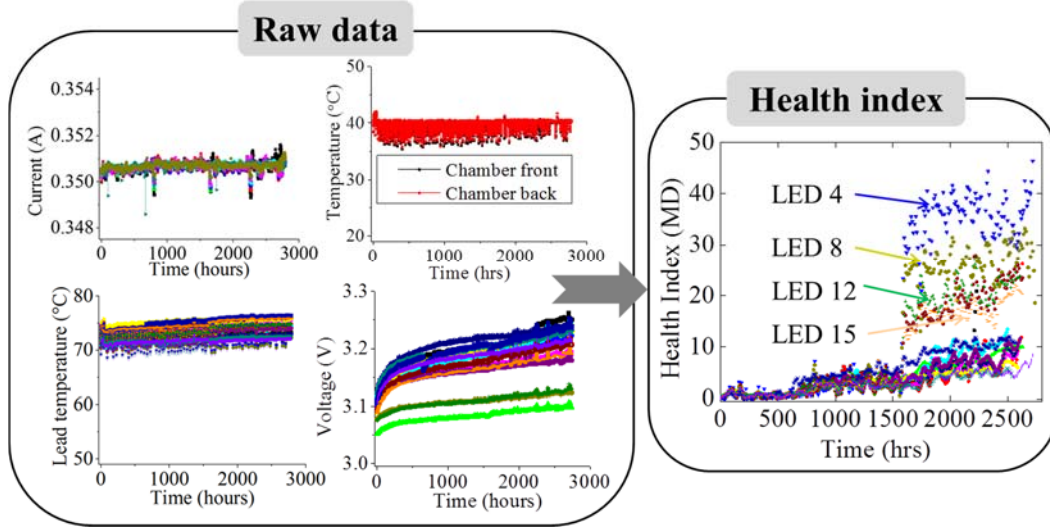 Raw data
0.354
0.352
0.350
0.348
Current (A)
0
1000
2000
3000
Time (hours)
50
40
30
20
Temperature (°C)
Chamber front
Chamber back
0
1000
2000
3000
Time (hrs)
80
70
60
50
Lead temperature (°C)
0
1000
2000
3000
Time (hours)
3.3
3.2
3.1
3.0
Voltage (V)
0
1000
2000
3000
Time (hours)
Health index
50
40
30
20
10
0
Health Index (MD)
LED 4
LED 8
LED 12
LED 15
0
500
1000
1500
2000
2500
Time (hrs)